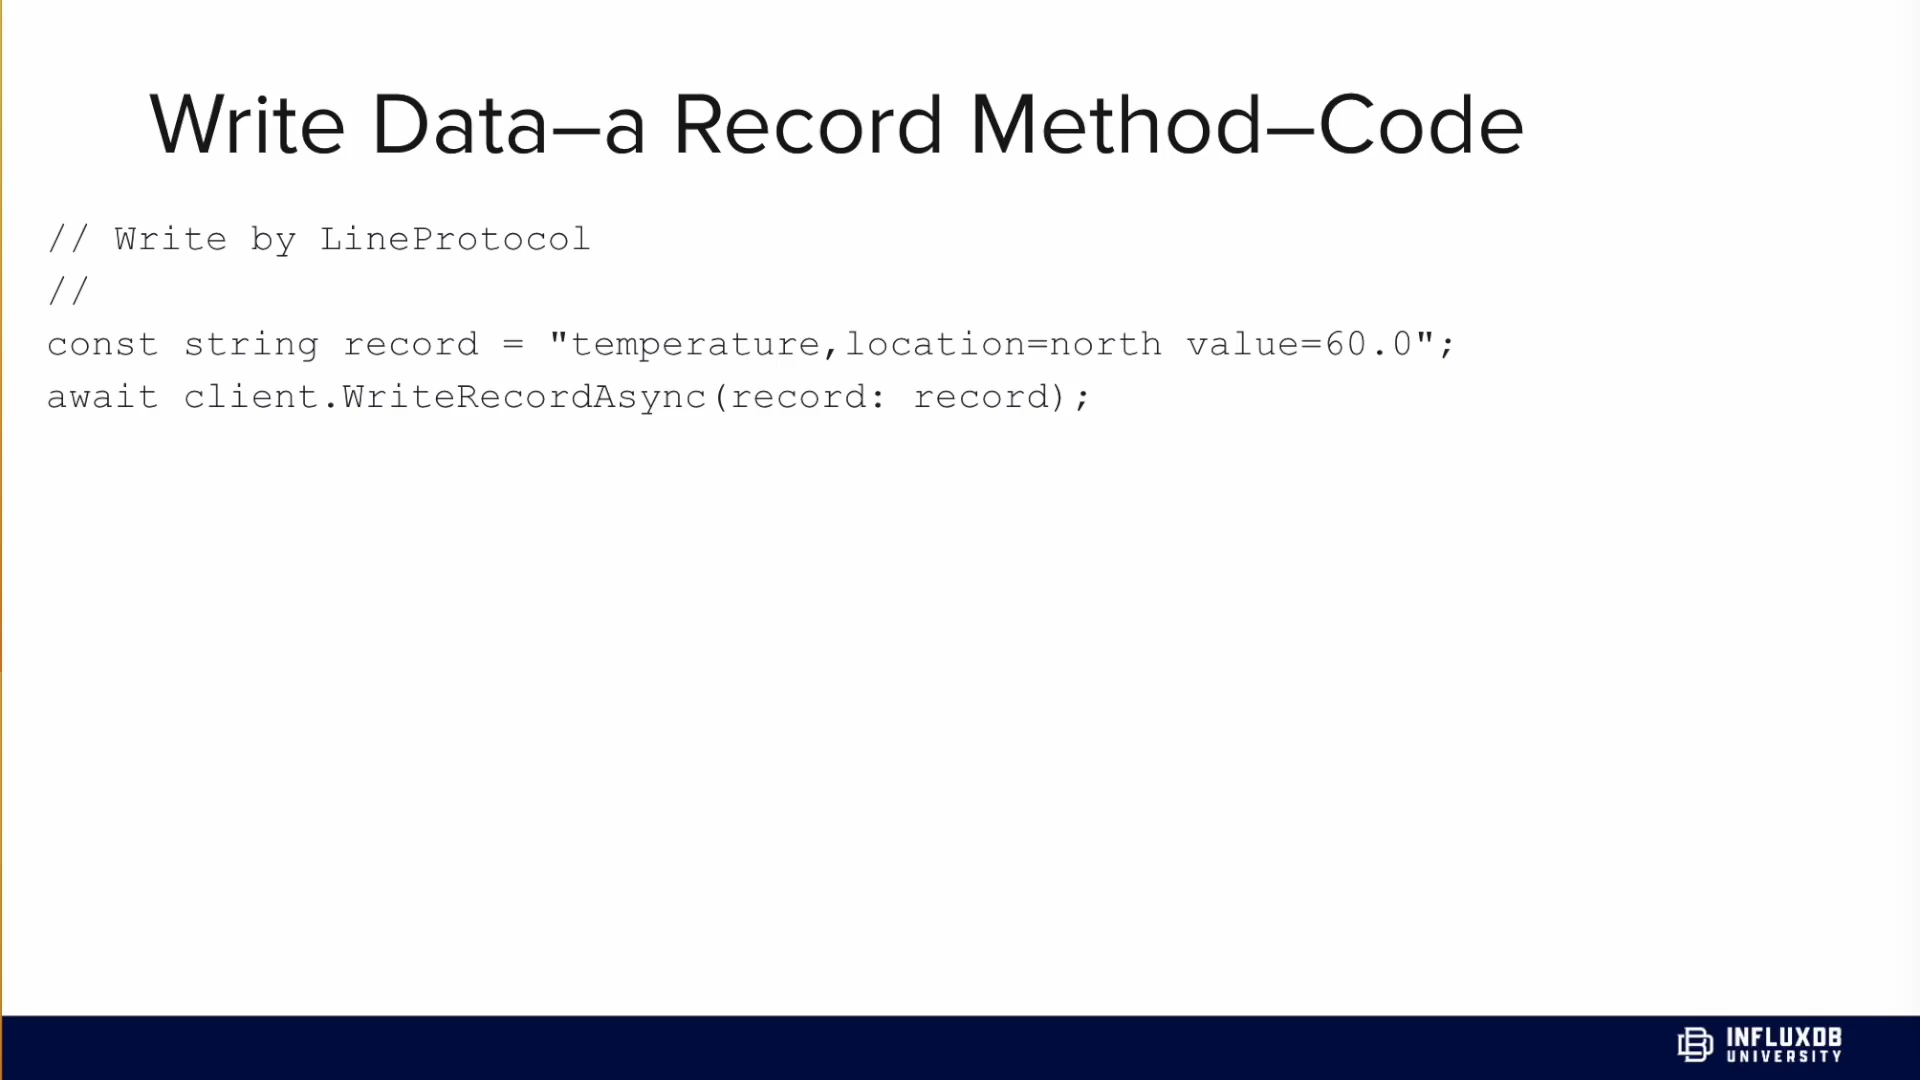 Write Data—a Record Method—Code
// Write by LineProtocol
//
const string record = "temperature,location=north value=60.0";
await client.WriteRecordAsync(record: record);
INFLUXDB
UNIVERSITY